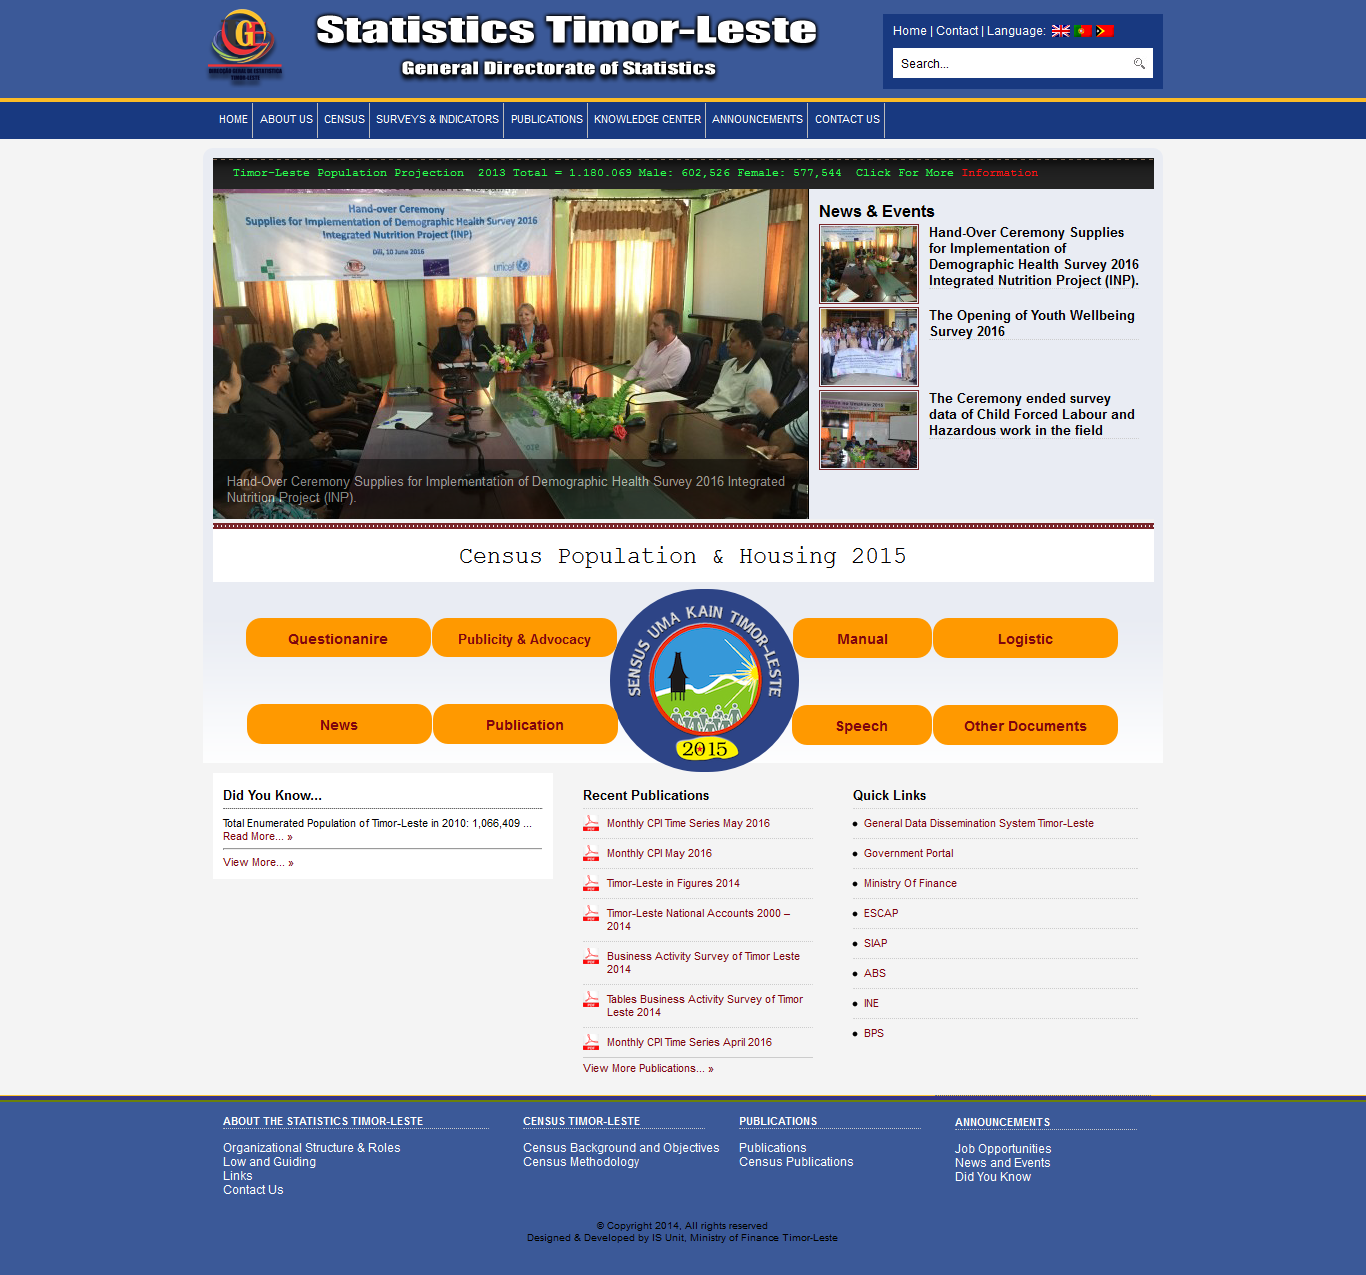 Statistics Timor-Leste
General Directorate of Statistics
DIRECÇÃO GERAL DE ESTATÍSTICA
TIMOR-LESTE
Home | Contact | Language:
Search...
HOME
ABOUT US
CENSUS
SURVEYS & INDICATORS
PUBLICATIONS
KNOWLEDGE CENTER
ANNOUNCEMENTS
CONTACT US
Timor-Leste Population Projection 2013 Total = 1.180.069 Male: 602,526 Female: 577,544 Click For More Information
Hand-over Ceremony
Supplies for Implementation of Demographic Health Survey 2016
Integrated Nutrition Project (INP)
Dili, 10 June 2016
unicef
Hand-Over Ceremony Supplies for Implementation of Demographic Health Survey 2016 Integrated
Nutrition Project (INP).
News & Events
Hand-Over Ceremony Supplies
for Implementation of
Demographic Health Survey 2016
Integrated Nutrition Project (INP).
The Opening of Youth Wellbeing
Survey 2016
The Ceremony ended survey
data of Child Forced Labour and
Hazardous work in the field
Census Population & Housing 2015
Questionanire
Publicity & Advocacy
SENSUS UMA KAIN TIMOR-LESTE
2015
Manual
Logistic
News
Publication
Speech
Other Documents
Did You Know...
Total Enumerated Population of Timor-Leste in 2010: 1,066,409 ...
Read More... »
View More... »
Recent Publications
Monthly CPI Time Series May 2016
Monthly CPI May 2016
Timor-Leste in Figures 2014
Timor-Leste National Accounts 2000 –
2014
Business Activity Survey of Timor Leste
2014
Tables Business Activity Survey of Timor
Leste 2014
Monthly CPI Time Series April 2016
View More Publications... »
Quick Links
General Data Dissemination System Timor-Leste
Government Portal
Ministry Of Finance
ESCAP
SIAP
ABS
INE
BPS
ABOUT THE STATISTICS TIMOR-LESTE
Organizational Structure & Roles
Low and Guiding
Links
Contact Us
CENSUS TIMOR-LESTE
Census Background and Objectives
Census Methodology
PUBLICATIONS
Publications
Census Publications
ANNOUNCEMENTS
Job Opportunities
News and Events
Did You Know
© Copyright 2014, All rights reserved
Designed & Developed by IS Unit, Ministry of Finance Timor-Leste